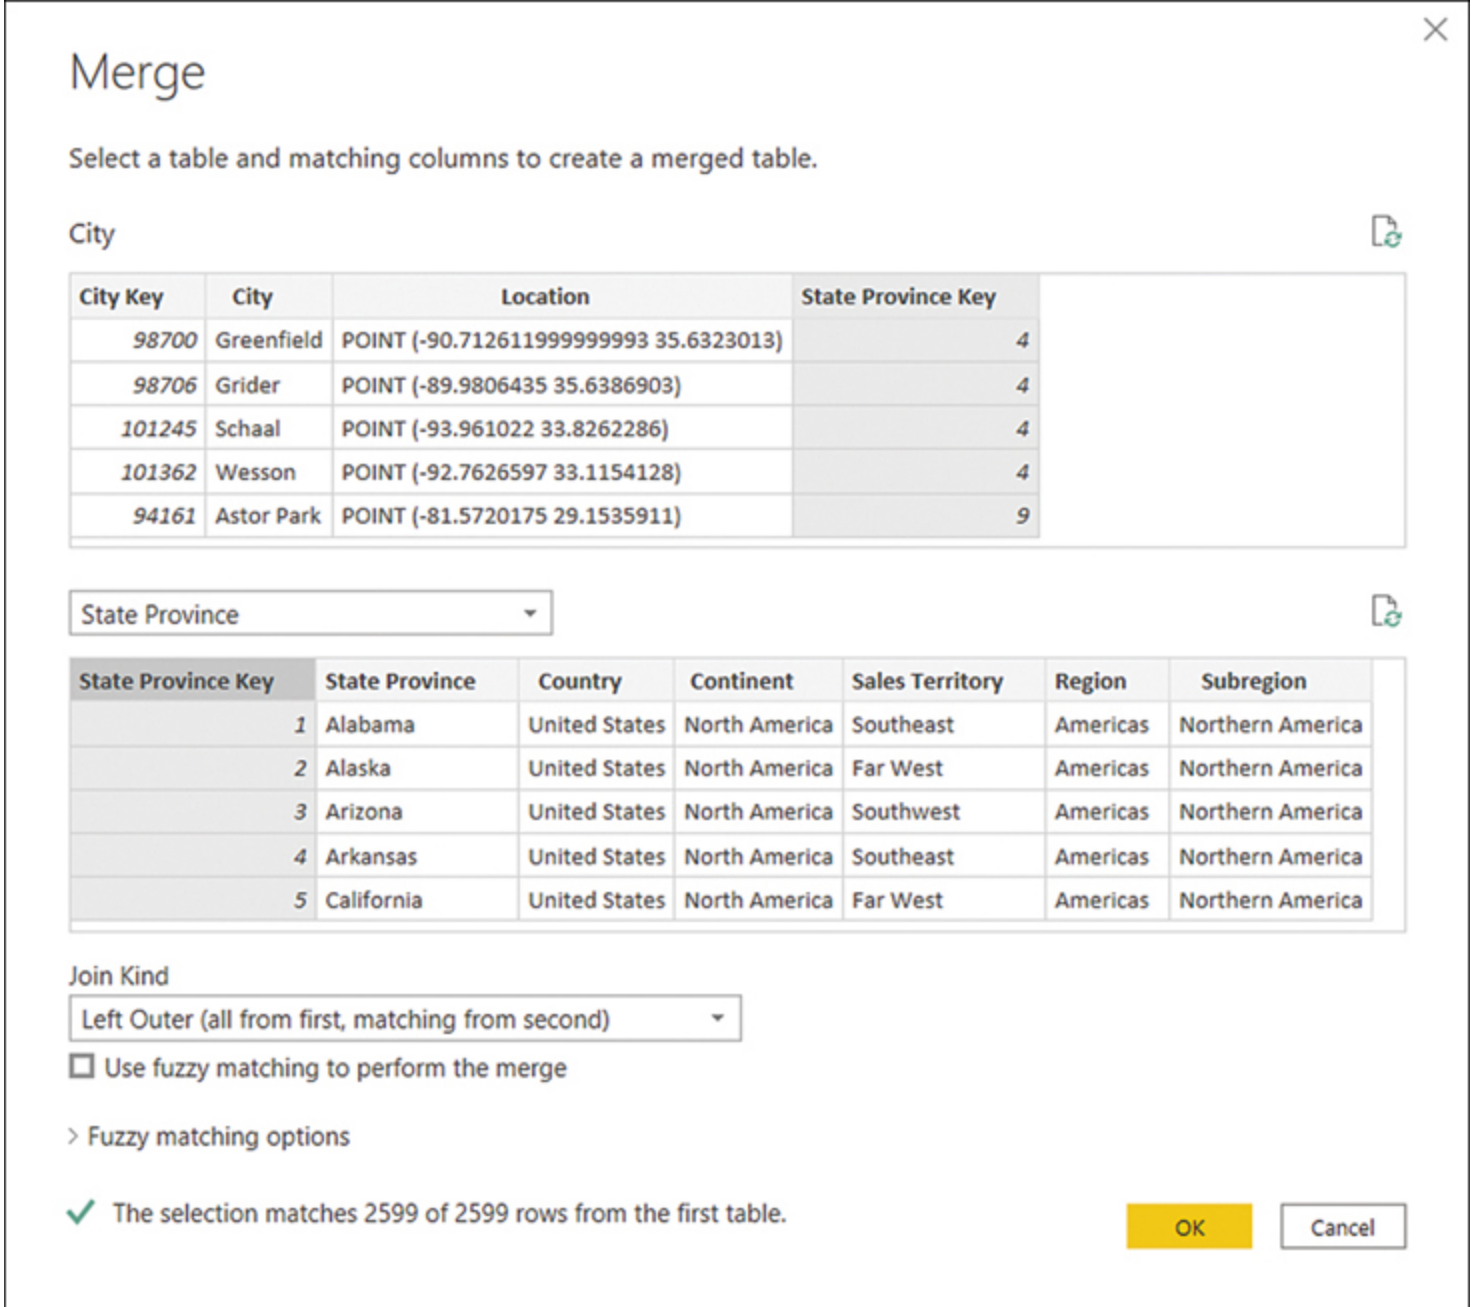 Merge
Select a table and matching columns to create a merged table.
City
City Key City Location State Province Key
98700 Greenfield POINT (-90.712611999999993 35.6323013) 4
98706 Grider POINT (-89.9806435 35.6386903) 4
101245 Schaal POINT (-93.961022 33.8262286) 4
101362 Wesson POINT (-92.7626597 33.1154128) 4
94161 Astor Park POINT (-81.5720175 29.1535911) 9
State Province
State Province Key State Province Country Continent Sales Territory Region Subregion
1 Alabama United States North America Southeast Americas Northern America
2 Alaska United States North America Far West Americas Northern America
3 Arizona United States North America Southwest Americas Northern America
4 Arkansas United States North America Southeast Americas Northern America
5 California United States North America Far West Americas Northern America
Join Kind
Left Outer (all from first, matching from second)
Use fuzzy matching to perform the merge
Fuzzy matching options
The selection matches 2599 of 2599 rows from the first table.
OK Cancel